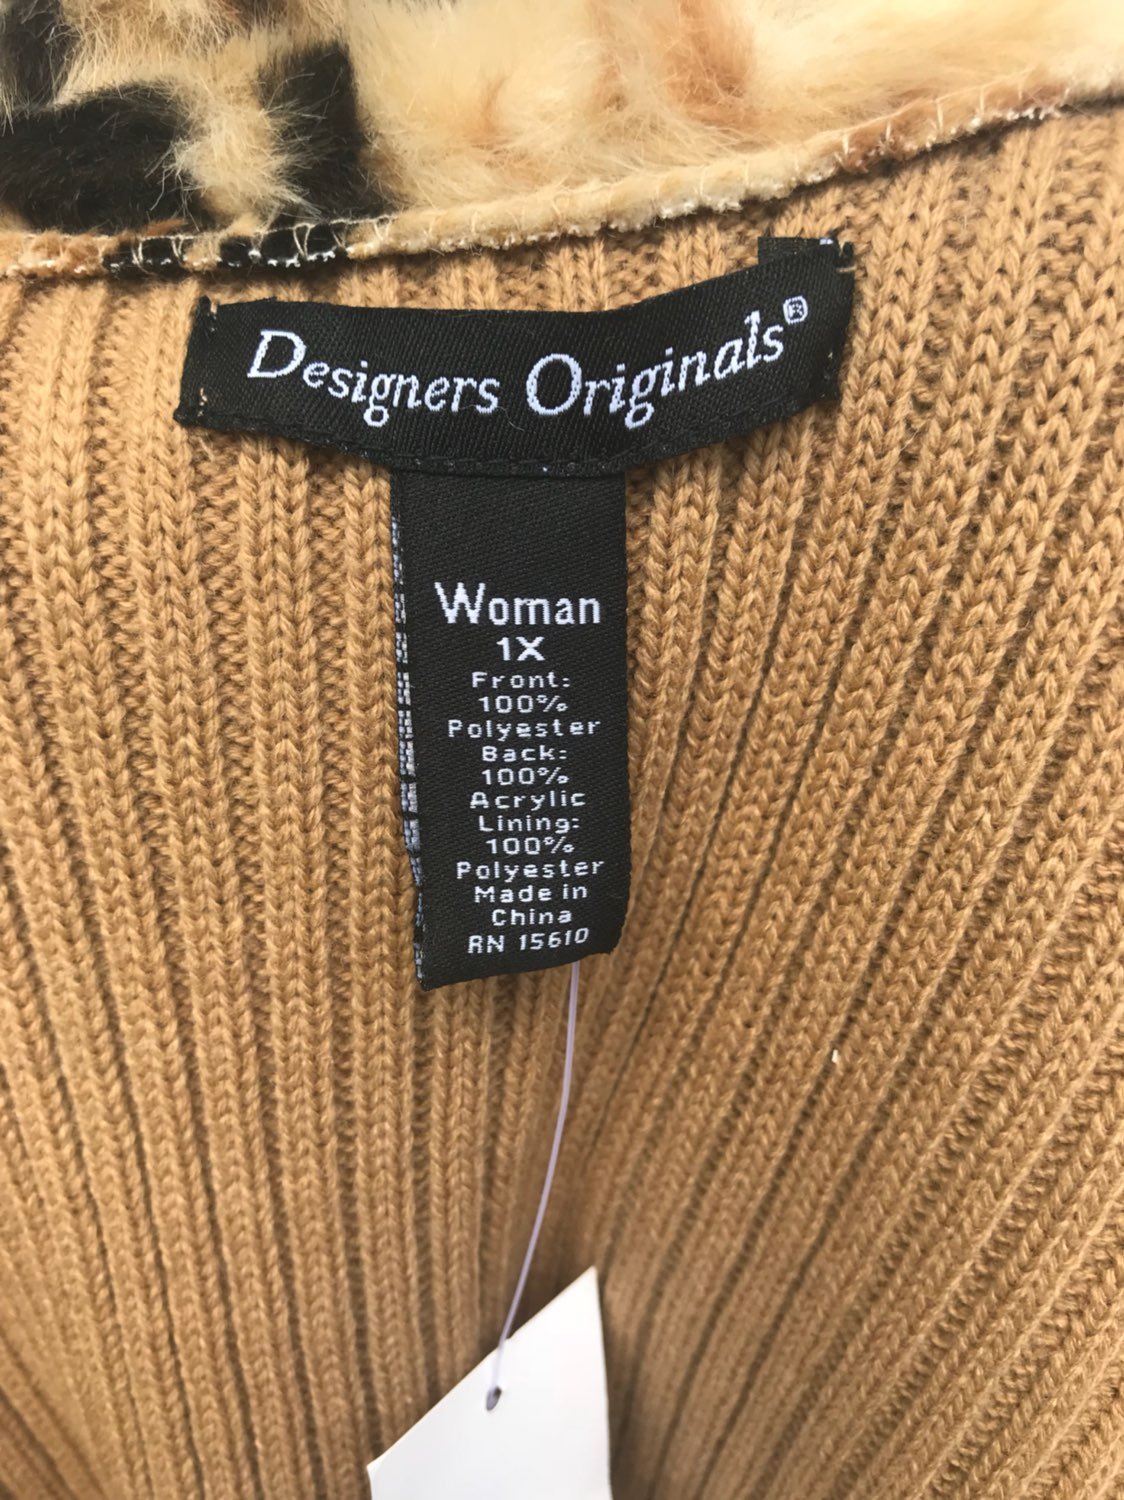 Designers Originals®
Woman
1X
Front:
100%
Polyester
Back:
100%
Acrylic
Lining:
100%
Polyester
Made in
China
RN 15610